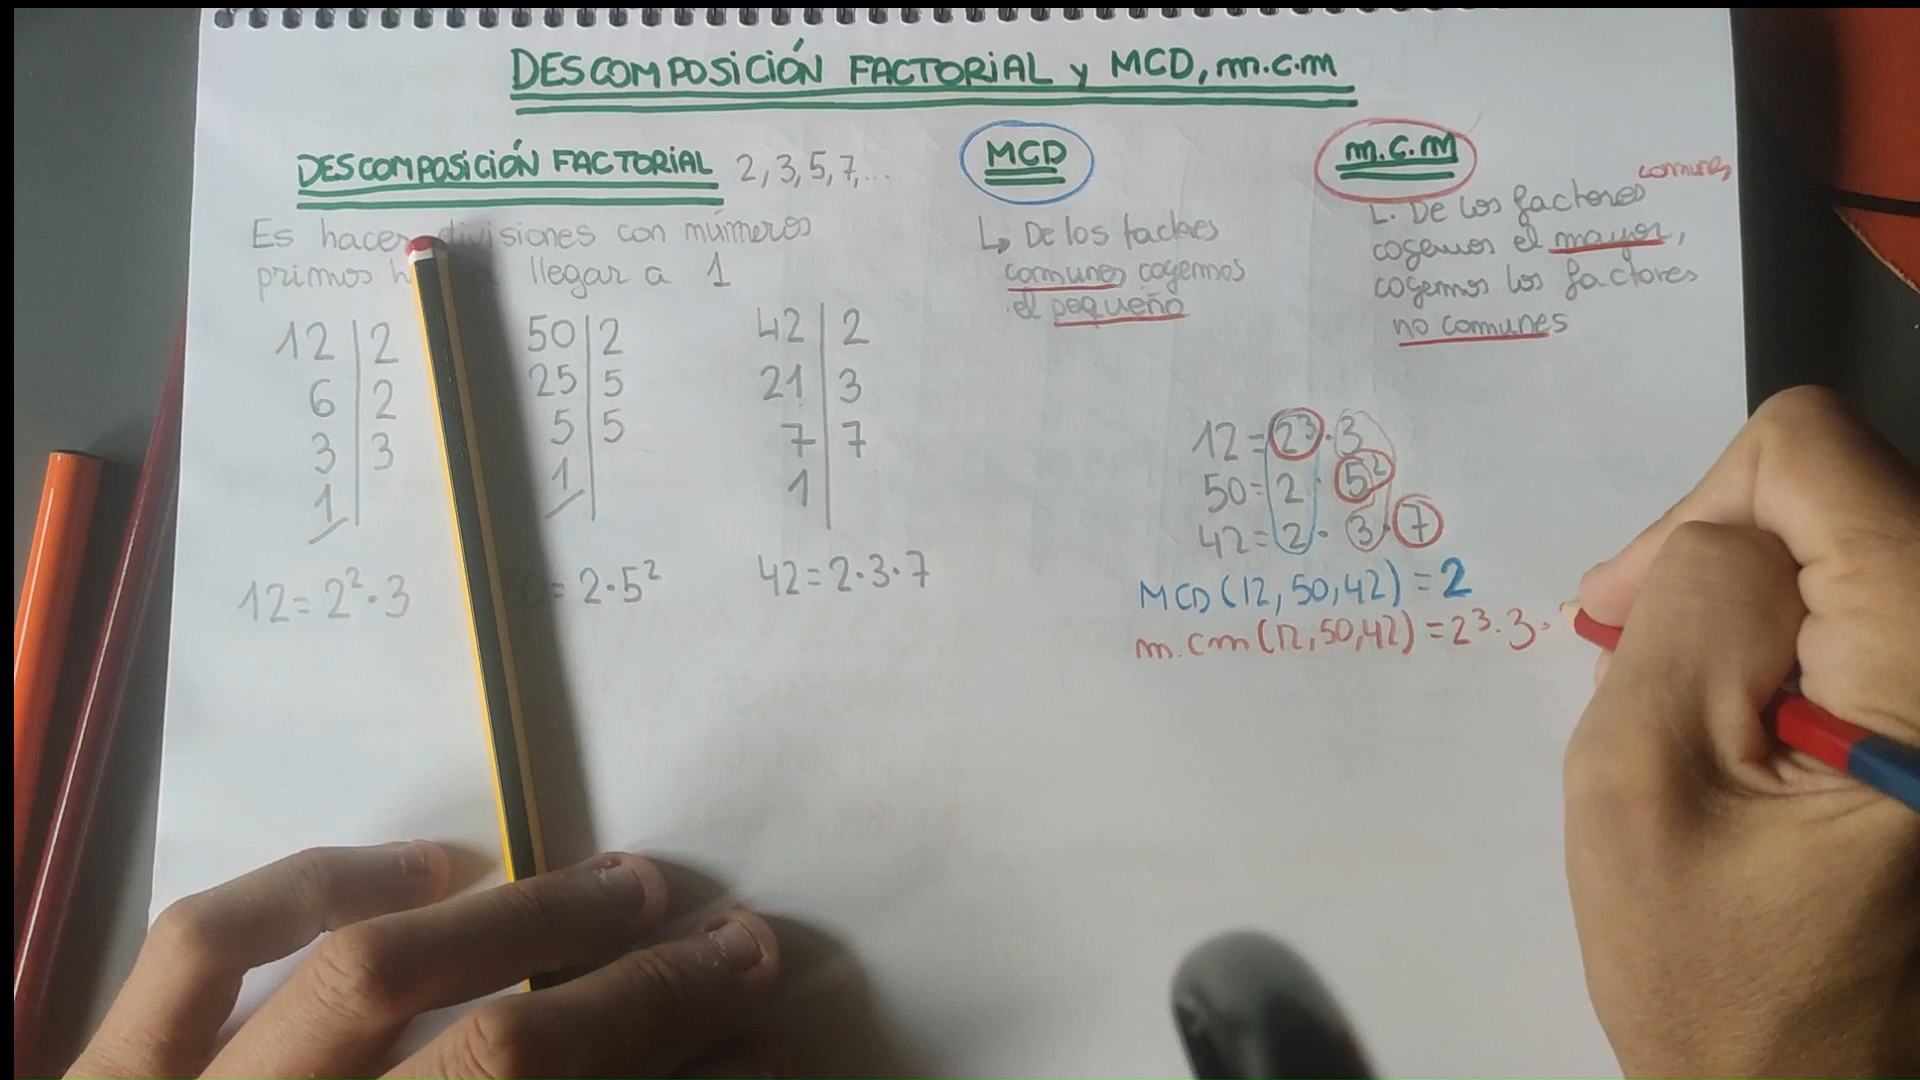 DESCOMPOSICIÓN FACTORIAL y MCD, m.c.m
DESCOMPOSICIÓN FACTORIAL 2, 3, 5, 7, ...
Es hacer divisiones con números
primos llegar a 1
12 | 2
6 | 2
3 | 3
1
12 = 2² · 3
50 | 2
25 | 5
5 | 5
1
= 2 · 5²
42 | 2
21 | 3
7 | 7
1
42 = 2 · 3 · 7
MCD
↳ De los factores
comunes cogemos
el pequeño
m.c.m
comunes
L. De los factores
cogemos el mayor,
cogemos los factores
no comunes
12 = 2³ · 3
50 = 2 · 5²
42 = 2 · 3 · 7
MCD (12, 50, 42) = 2
m.cm (12, 50, 42) = 2³ · 3 ·